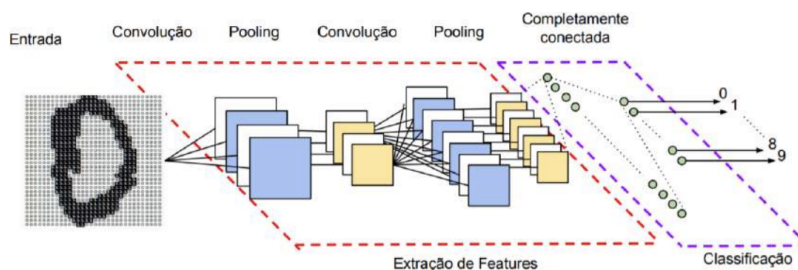 Entrada
Convolução
Pooling
Convolução
Pooling
Completamente
conectada
0
1
8
9
Extração de Features
Classificação